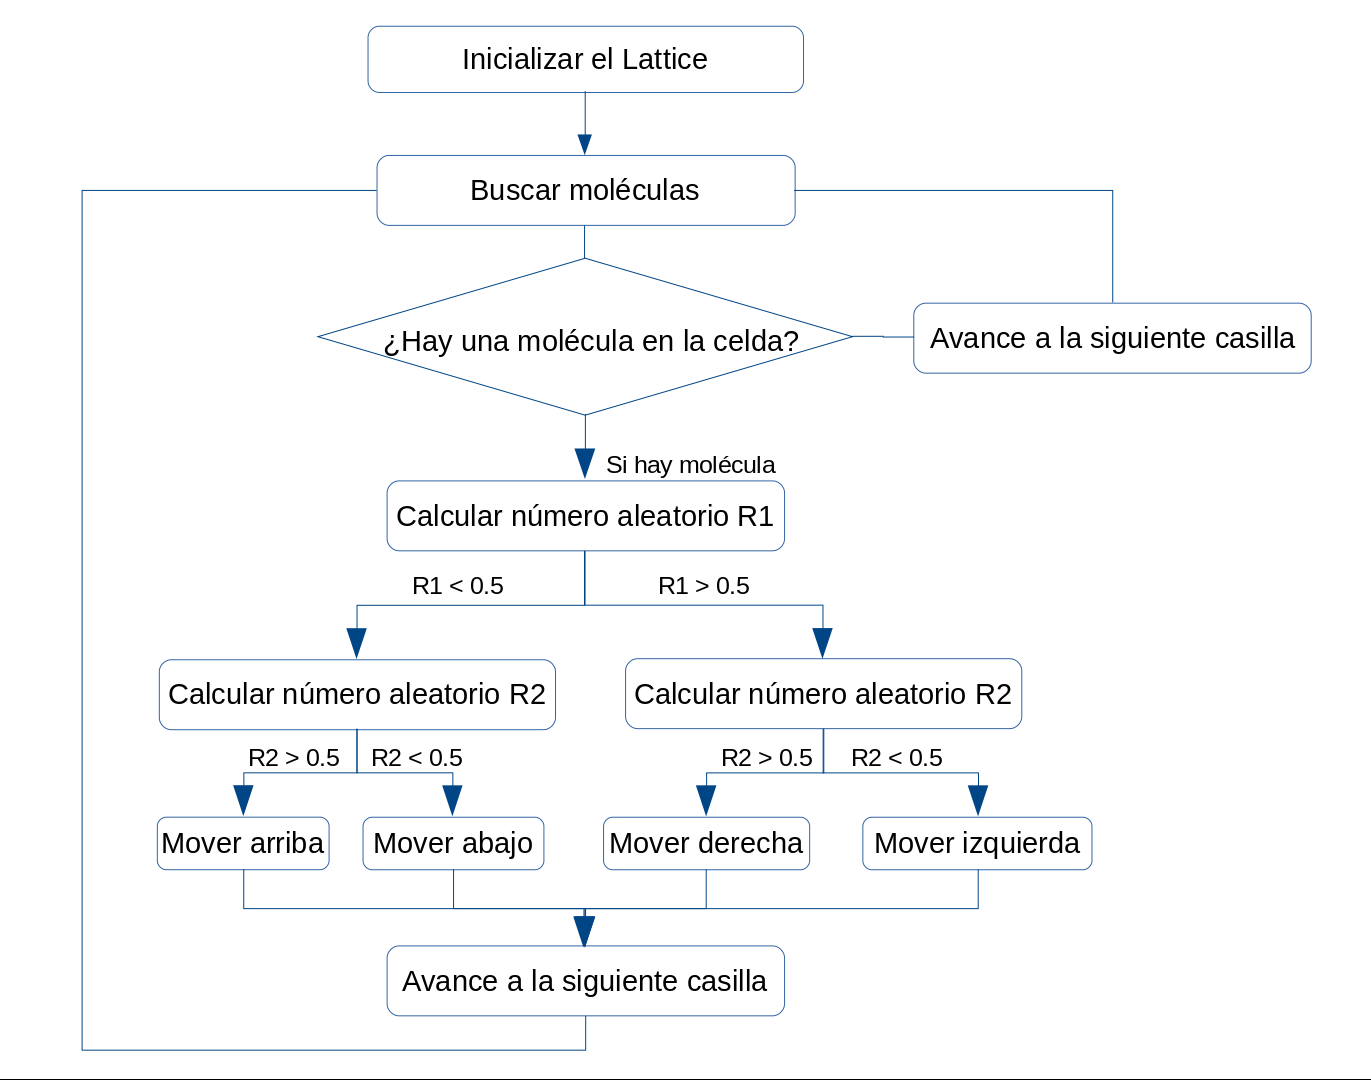 Inicializar el Lattice
Buscar moléculas
¿Hay una molécula en la celda?
Avance a la siguiente casilla
Si hay molécula
Calcular número aleatorio R1
R1 < 0.5
R1 > 0.5
Calcular número aleatorio R2
Calcular número aleatorio R2
R2 > 0.5
R2 < 0.5
R2 > 0.5
R2 < 0.5
Mover arriba
Mover abajo
Mover derecha
Mover izquierda
Avance a la siguiente casilla